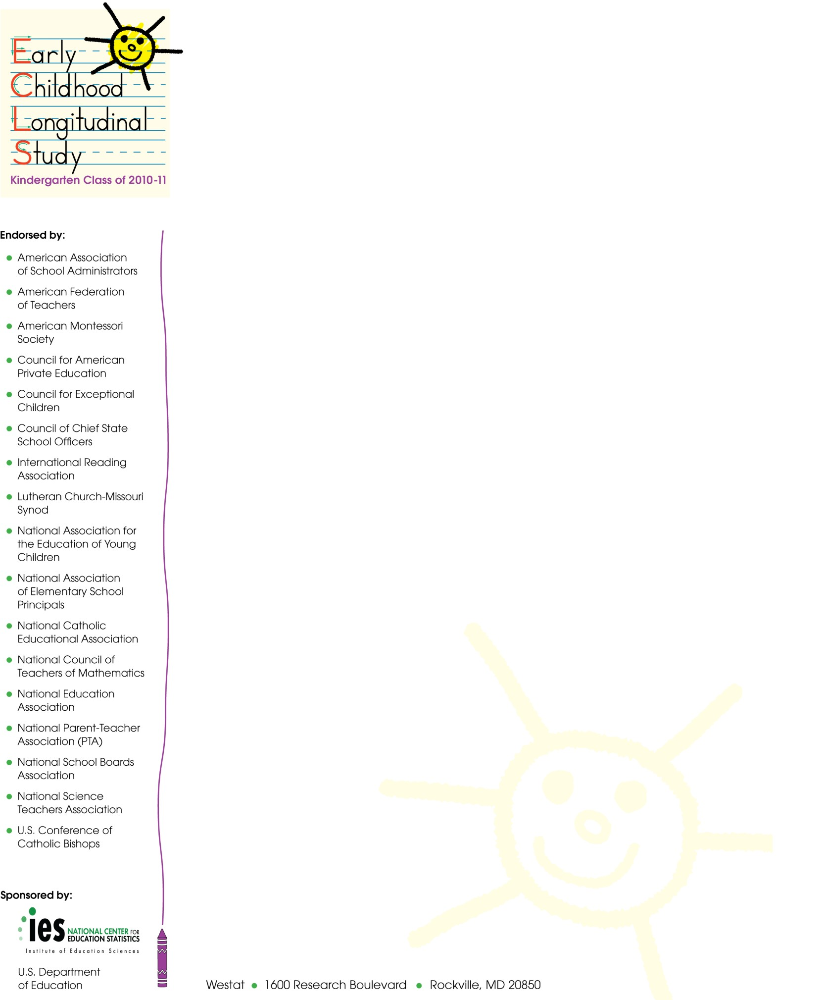 Early
Childhood
Longitudinal
Study
Kindergarten Class of 2010-11
Endorsed by:
American Association
of School Administrators
American Federation
of Teachers
American Montessori
Society
Council for American
Private Education
Council for Exceptional
Children
Council of Chief State
School Officers
International Reading
Association
Lutheran Church-Missouri
Synod
National Association for
the Education of Young
Children
National Association
of Elementary School
Principals
National Catholic
Educational Association
National Council of
Teachers of Mathematics
National Education
Association
National Parent-Teacher
Association (PTA)
National School Boards
Association
National Science
Teachers Association
U.S. Conference of
Catholic Bishops
Sponsored by:
ies NATIONAL CENTER FOR
EDUCATION STATISTICS
Institute of Education Sciences
U.S. Department
of Education
Westat ● 1600 Research Boulevard ● Rockville, MD 20850